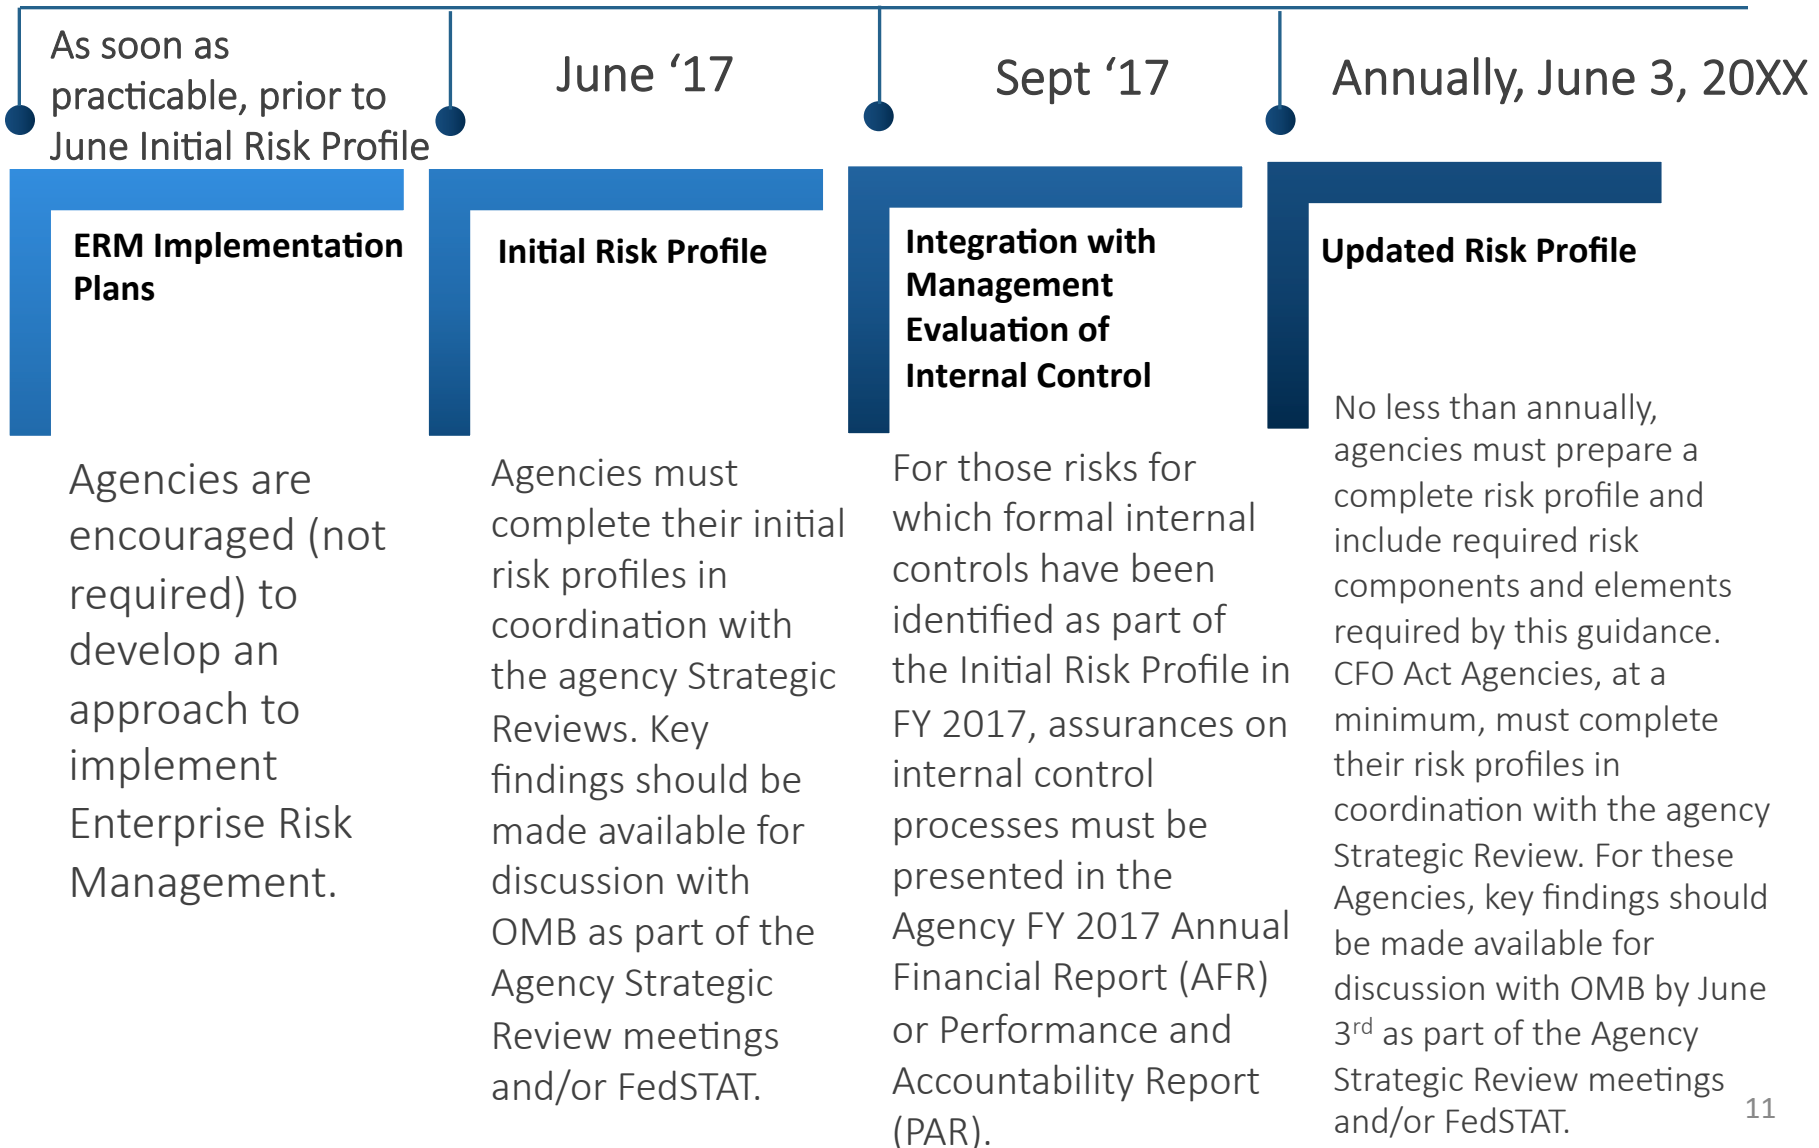 As soon as
practicable, prior to
June Initial Risk Profile
June ‘17
Sept ‘17
Annually, June 3, 20XX
ERM Implementation
Plans
Agencies are
encouraged (not
required) to
develop an
approach to
implement
Enterprise Risk
Management.
Initial Risk Profile
Agencies must
complete their initial
risk profiles in
coordination with
the agency Strategic
Reviews. Key
findings should be
made available for
discussion with
OMB as part of the
Agency Strategic
Review meetings
and/or FedSTAT.
Integration with
Management
Evaluation of
Internal Control
For those risks for
which formal internal
controls have been
identified as part of
the Initial Risk Profile in
FY 2017, assurances on
internal control
processes must be
presented in the
Agency FY 2017 Annual
Financial Report (AFR)
or Performance and
Accountability Report
(PAR).
Updated Risk Profile
No less than annually,
agencies must prepare a
complete risk profile and
include required risk
components and elements
required by this guidance.
CFO Act Agencies, at a
minimum, must complete
their risk profiles in
coordination with the agency
Strategic Review. For these
Agencies, key findings should
be made available for
discussion with OMB by June
3rd as part of the Agency
Strategic Review meetings
and/or FedSTAT.
11